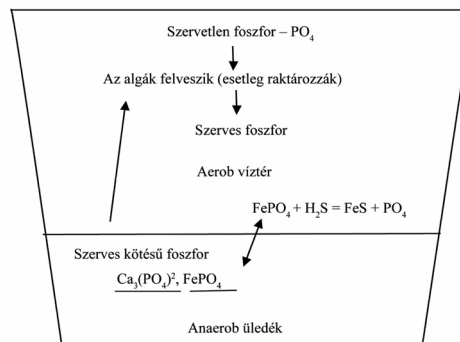 Szervetlen foszfor – PO₄
Az algák felveszik (esetleg raktározzák)
Szerves foszfor
Aerob víztér
FePO₄ + H₂S = FeS + PO₄
Szerves kötésű foszfor
Ca₃(PO₄)², FePO₄
Anaerob üledék